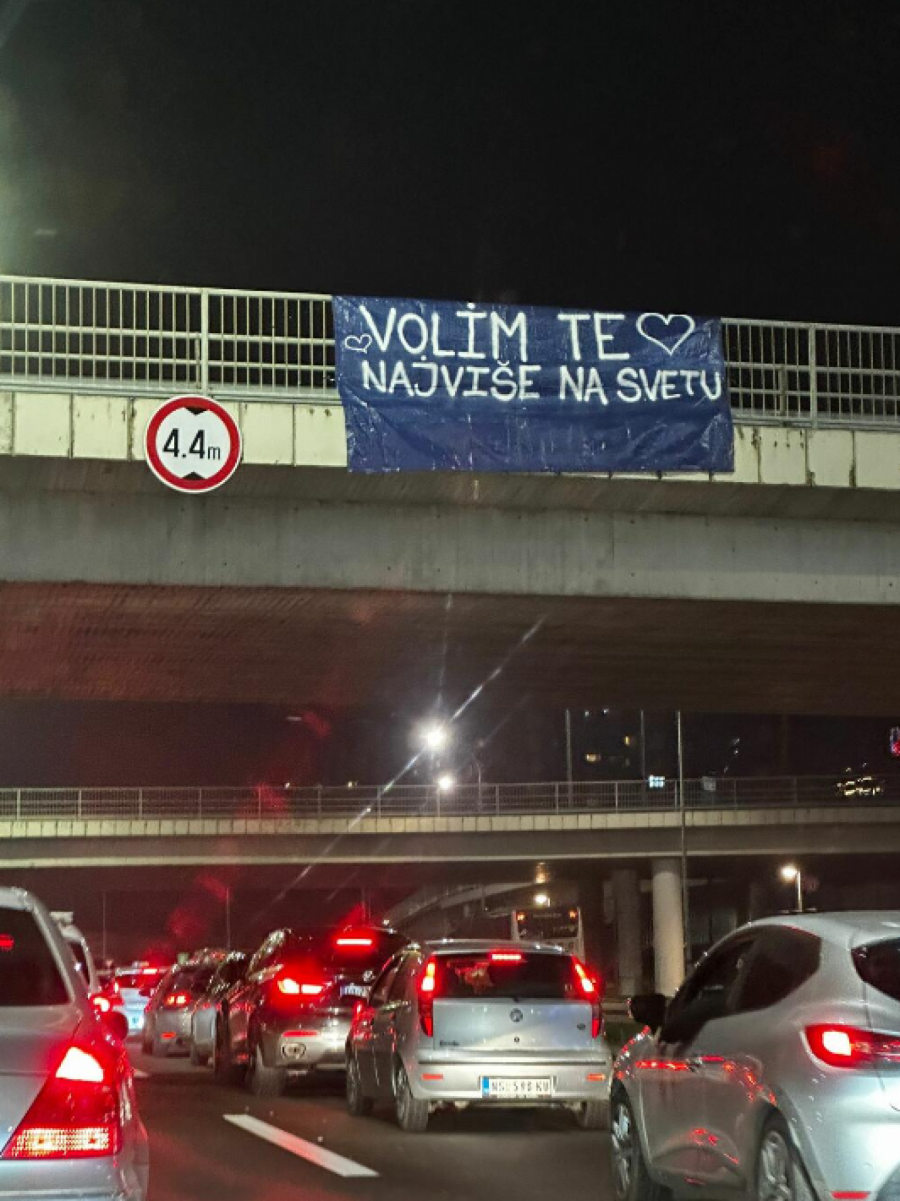 VOLIM TE
NAJVIŠE NA SVETU
4.4m